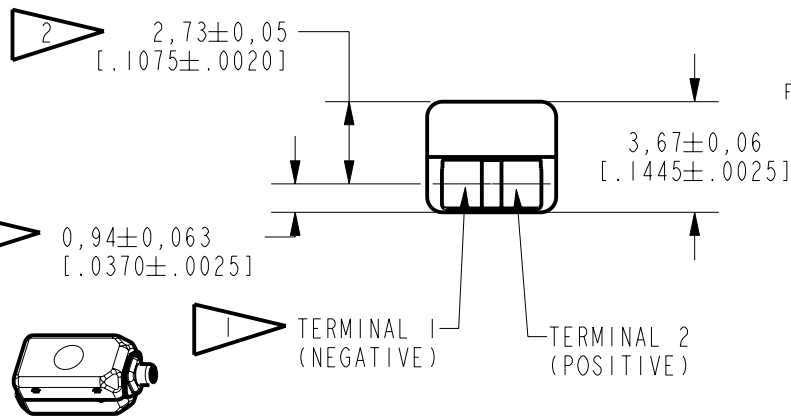 2
2,73±0,05
[.1075±.0020]
F
3,67±0,06
[.1445±.0025]
0,94±0,063
[.0370±.0025]
1
TERMINAL 1
(NEGATIVE)
TERMINAL 2
(POSITIVE)